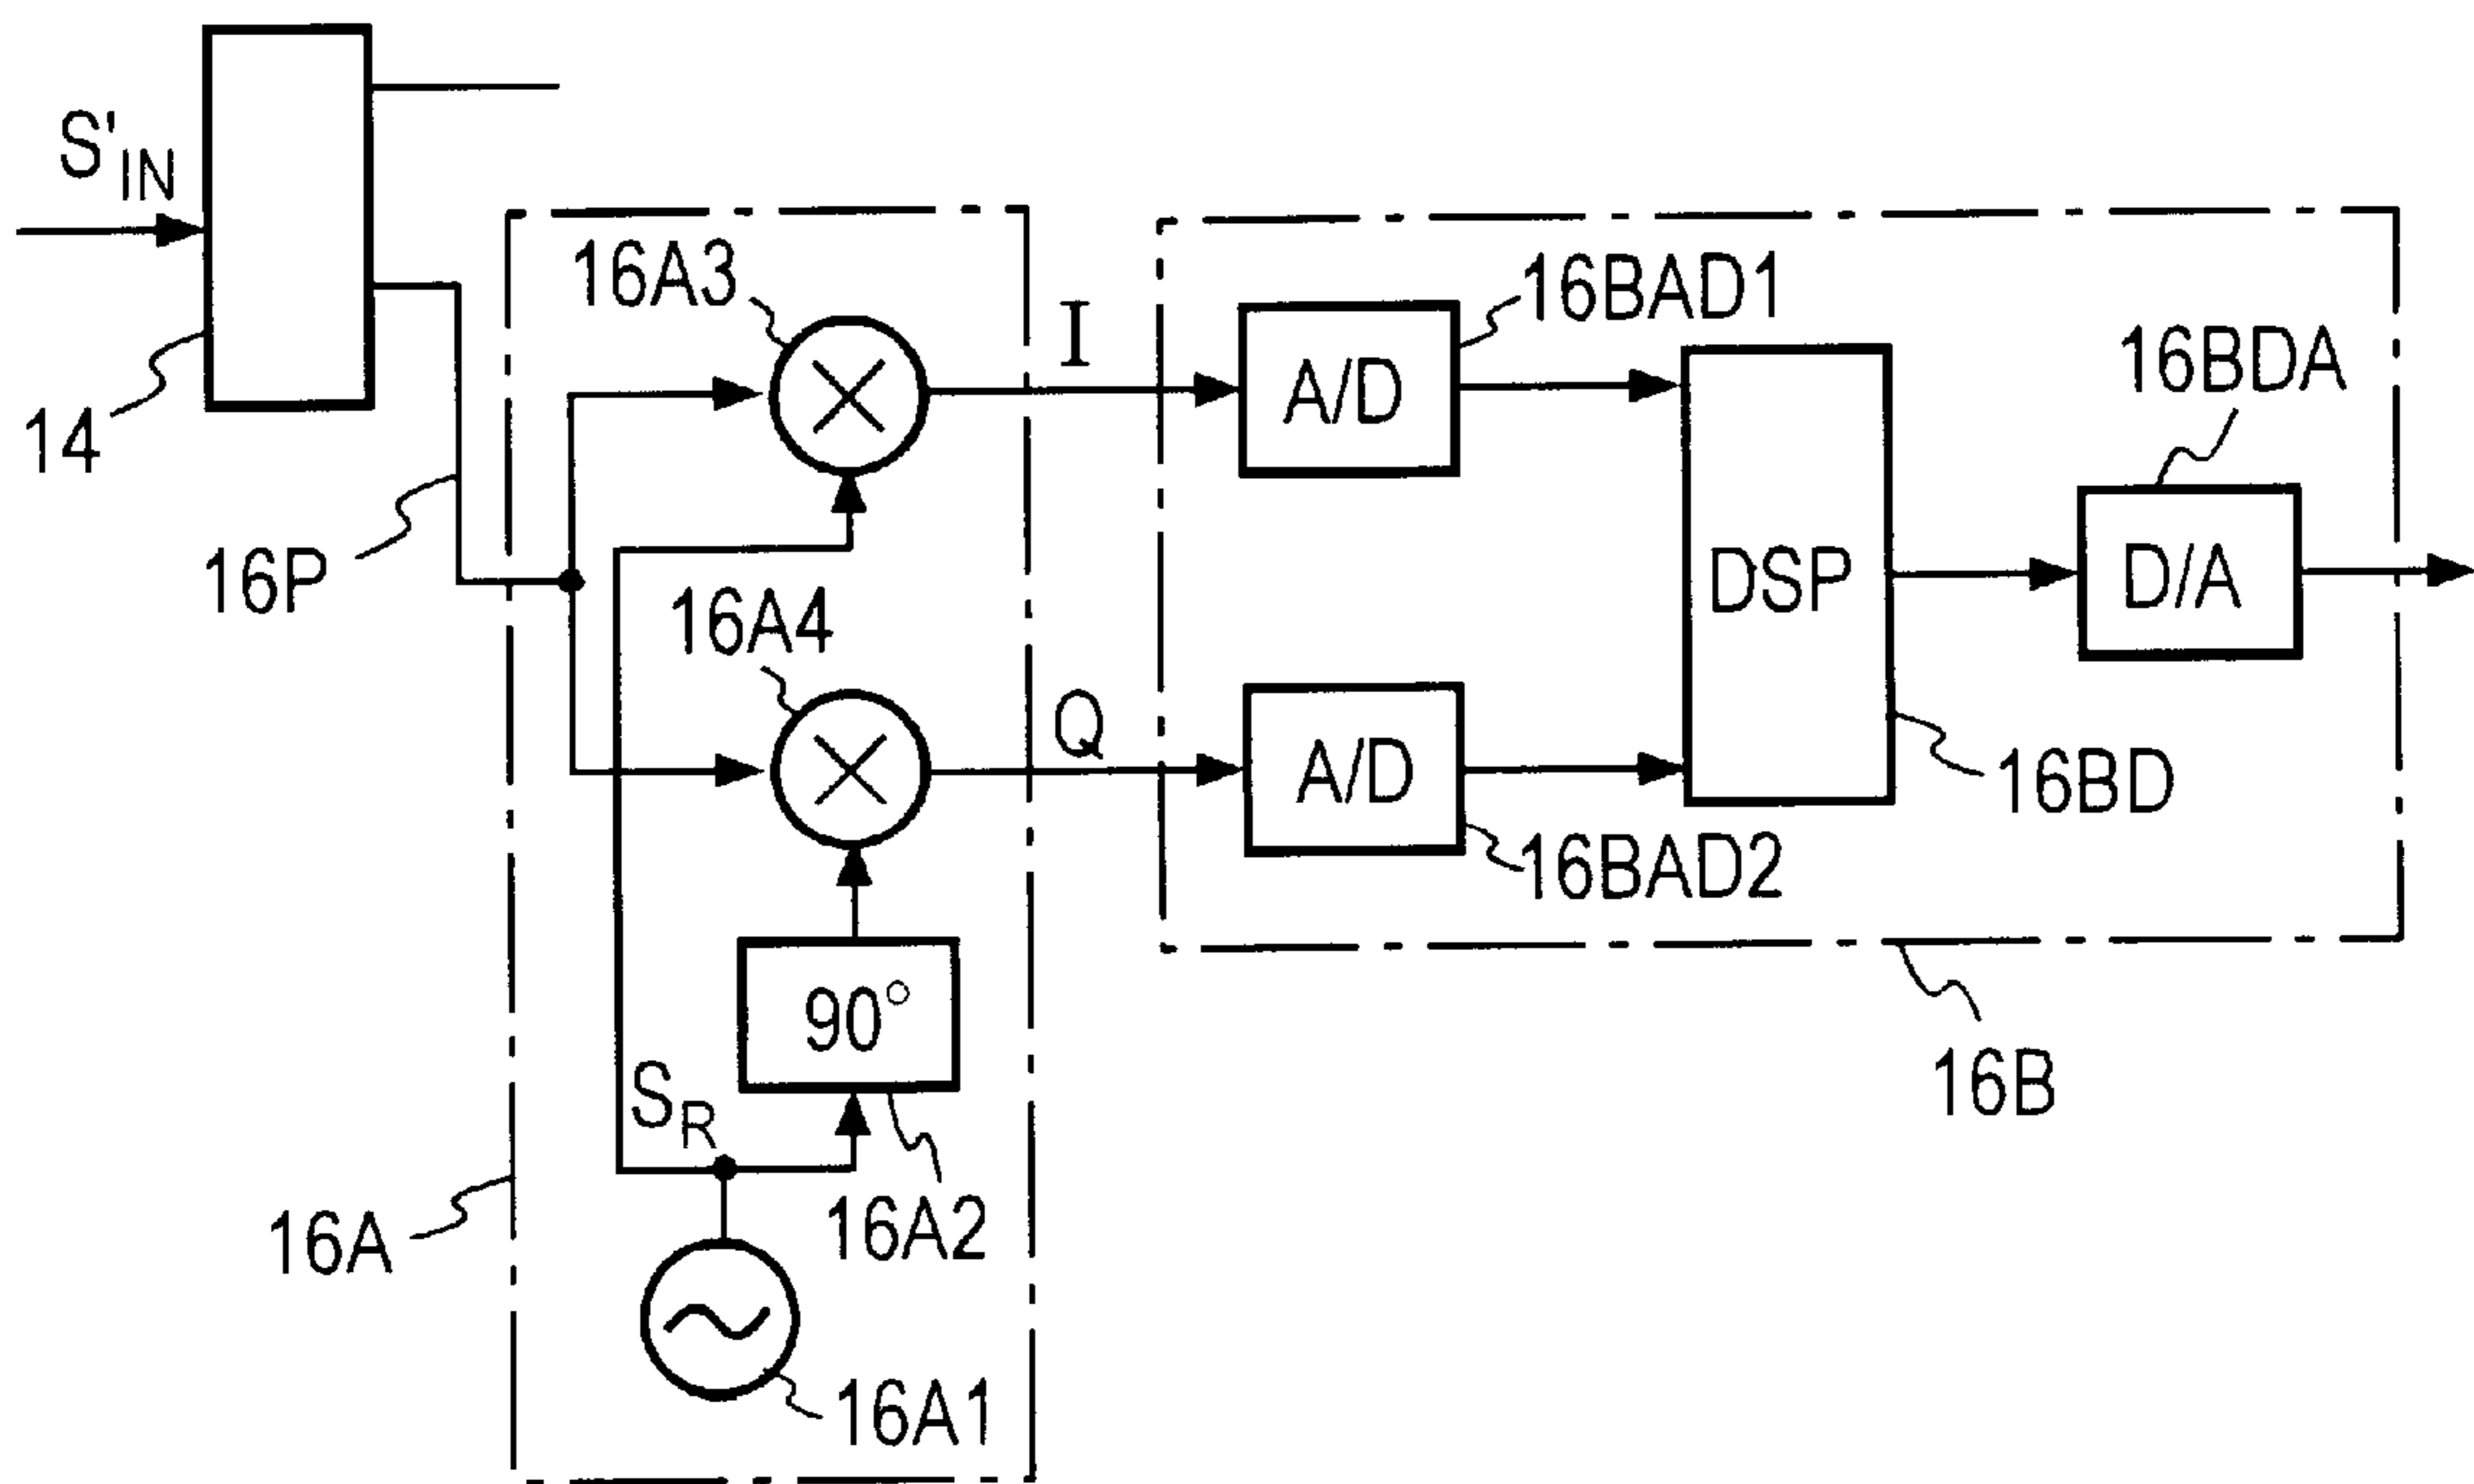 S'IN
14
16P
16A3
I
16BAD1
A/D
16BDA
16A4
DSP
D/A
Q
A/D
16BD
16BAD2
90°
SR
16A2
16B
16A
16A1